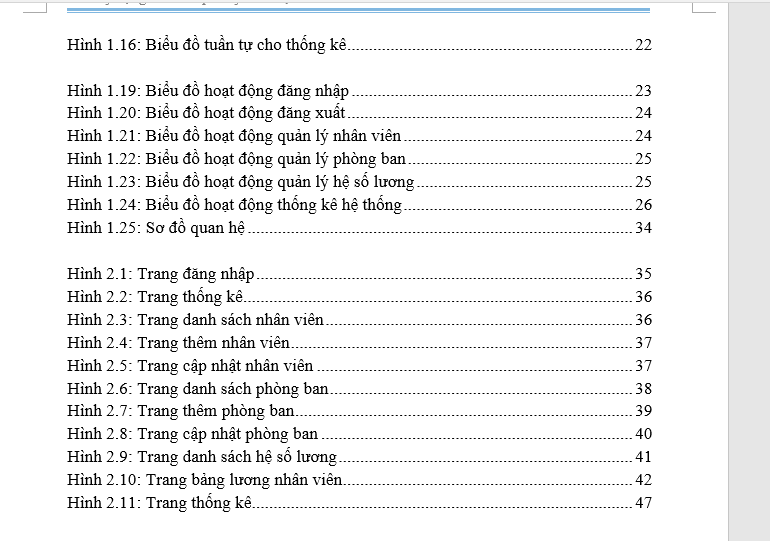 Hình 1.16: Biểu đồ tuần tự cho thống kê.................................................................22
Hình 1.19: Biểu đồ hoạt động đăng nhập ................................................................23
Hình 1.20: Biểu đồ hoạt động đăng xuất.................................................................24
Hình 1.21: Biểu đồ hoạt động quản lý nhân viên.....................................................24
Hình 1.22: Biểu đồ hoạt động quản lý phòng ban....................................................25
Hình 1.23: Biểu đồ hoạt động quản lý hệ số lương..................................................25
Hình 1.24: Biểu đồ hoạt động thống kê hệ thống.....................................................26
Hình 1.25: Sơ đồ quan hệ........................................................................................34
Hình 2.1: Trang đăng nhập......................................................................................35
Hình 2.2: Trang thống kê.........................................................................................36
Hình 2.3: Trang danh sách nhân viên.......................................................................36
Hình 2.4: Trang thêm nhân viên..............................................................................37
Hình 2.5: Trang cập nhật nhân viên ........................................................................37
Hình 2.6: Trang danh sách phòng ban......................................................................38
Hình 2.7: Trang thêm phòng ban.............................................................................39
Hình 2.8: Trang cập nhật phòng ban .......................................................................40
Hình 2.9: Trang danh sách hệ số lương....................................................................41
Hình 2.10: Trang bảng lương nhân viên...................................................................42
Hình 2.11: Trang thống kê.......................................................................................47